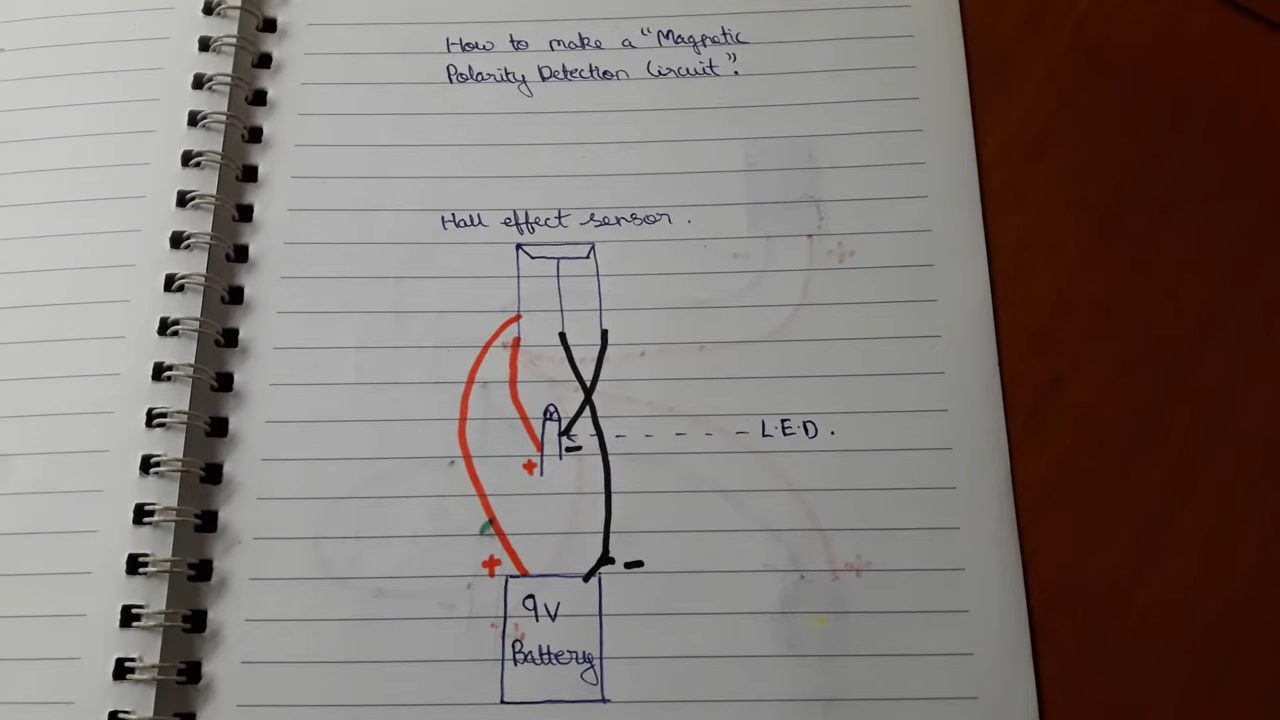 How to make a "Magnetic
Polarity Detection Circuit".
Hall effect sensor.
L.E.D.
-
+
+
-
9V
Battery